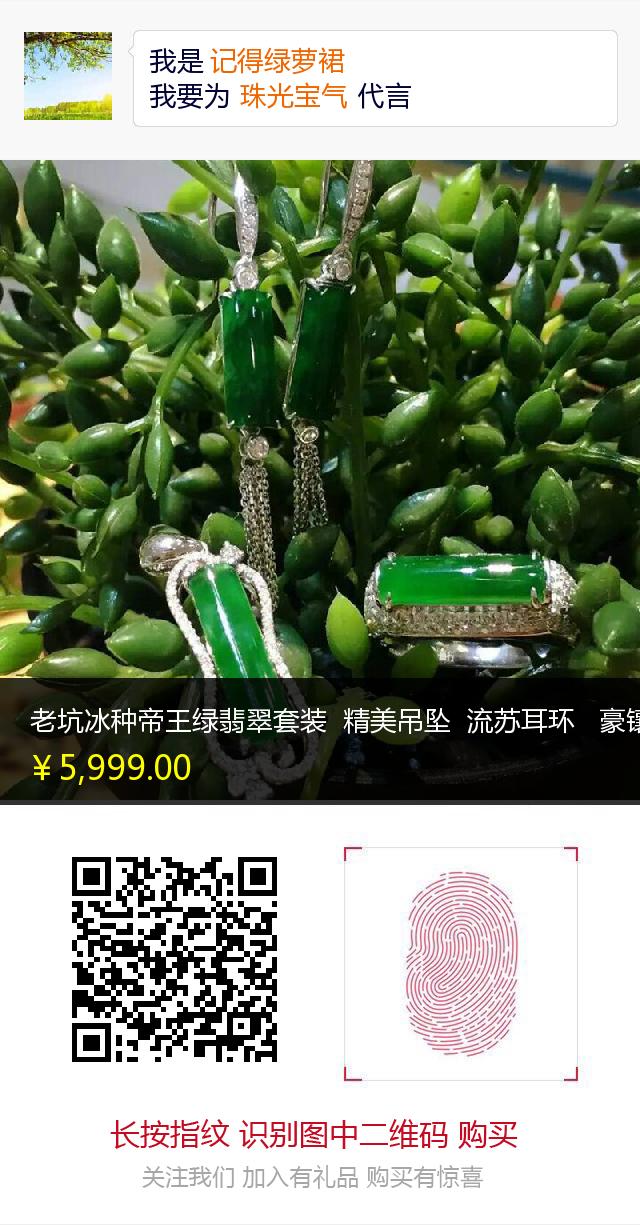 我是 记得绿萝裙
我要为 珠光宝气 代言
老坑冰种帝王绿翡翠套装 精美吊坠 流苏耳环 豪镶
￥5,999.00
长按指纹 识别图中二维码 购买
关注我们 加入有礼品 购买有惊喜